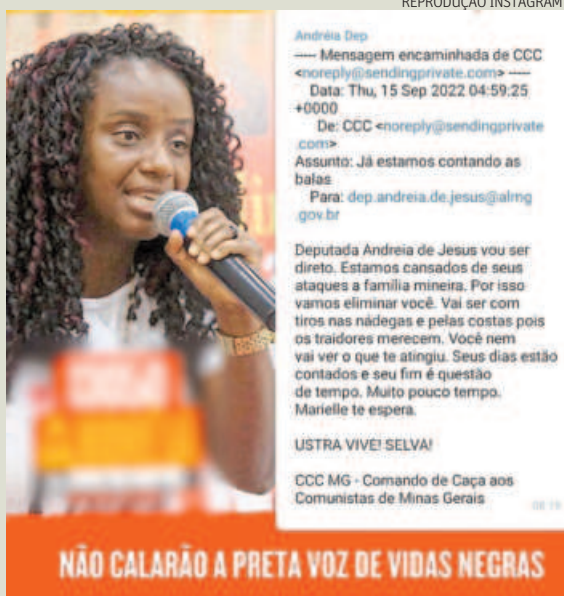 REPRODUÇÃO INSTAGRAM
Andréia Dep
----- Mensagem encaminhada de CCC
<noreply@sendingprivate.com> -----
Data: Thu, 15 Sep 2022 04:59:25
+0000
De: CCC <noreply@sendingprivate
.com>
Assunto: Já estamos contando as
balas
Para: dep.andreia.de.jesus@almg
.gov.br
Deputada Andreia de Jesus vou ser
direto. Estamos cansados de seus
ataques a família mineira. Por isso
vamos eliminar você. Vai ser com
tiros nas nádegas e pelas costas pois
os traidores merecem. Você nem
vai ver o que te atingiu. Seus dias estão
contados e seu fim é questão
de tempo. Muito pouco tempo.
Marielle te espera.
USTRA VIVE! SELVA!
CCC MG - Comando de Caça aos
Comunistas de Minas Gerais
NÃO CALARÃO A PRETA VOZ DE VIDAS NEGRAS